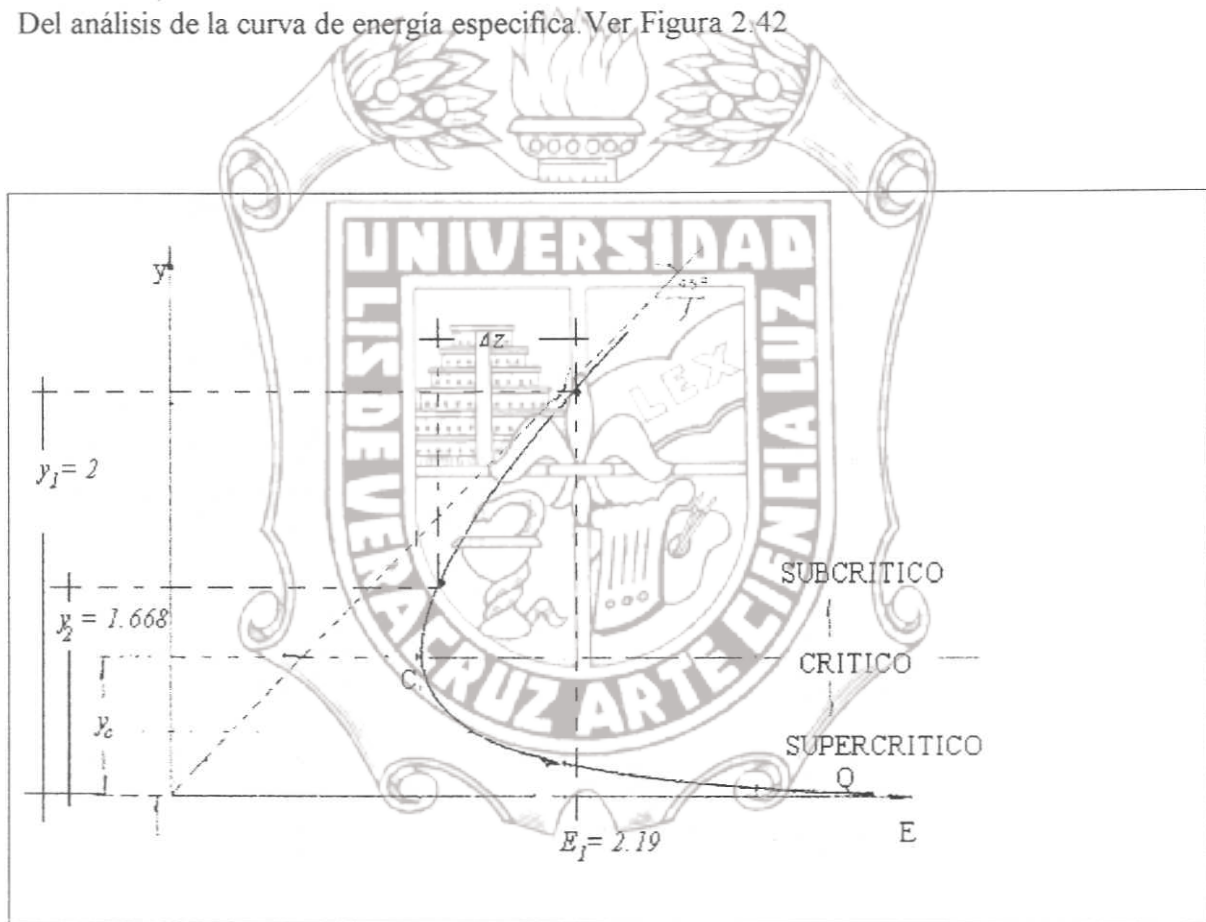 Del análisis de la curva de energía especifica. Ver Figura 2.42
UNIVERSIDAD
LIS DE VERACRUZ ARTE CIENCIA LUZ
LEX
y
45°
ΔZ
y₁ = 2
y₂ = 1.668
y_c
C
SUBCRITICO
CRITICO
SUPERCRITICO
Q
E
E₁ = 2.19